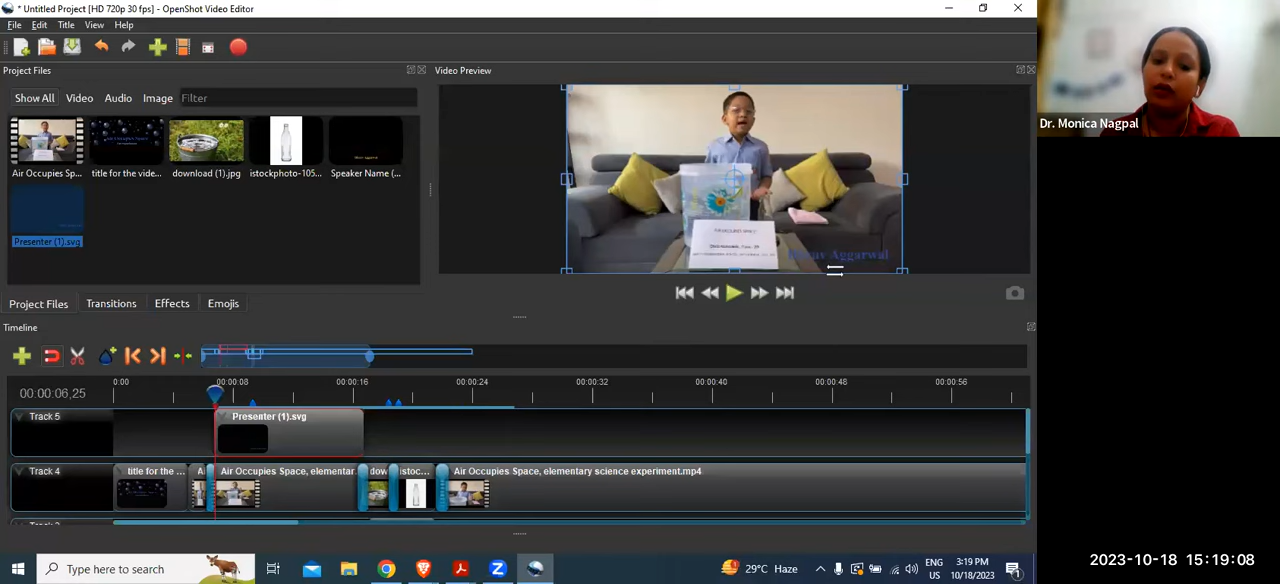 * Untitled Project [HD 720p 30 fps] - OpenShot Video Editor
File Edit Title View Help
Project Files
Video Preview
Show All Video Audio Image Filter
Air Occupies Sp... title for the vide... download (1).jpg istockphoto-105... Speaker Name (...
Presenter (1).svg
Aggarwal
Project Files Transitions Effects Emojis
Timeline
00:00:06,25
0:00 00:00:08 00:00:16 00:00:24 00:00:32 00:00:40 00:00:48 00:00:56
Track 5 Presenter (1).svg
Track 4 title for the ... Air Occupies Space, elementar dow istoc... Air Occupies Space, elementary science experiment.mp4
Type here to search
29°C Haze
ENG
US
3:19 PM
10/18/2023
1
Dr. Monica Nagpal
2023-10-18 15:19:08